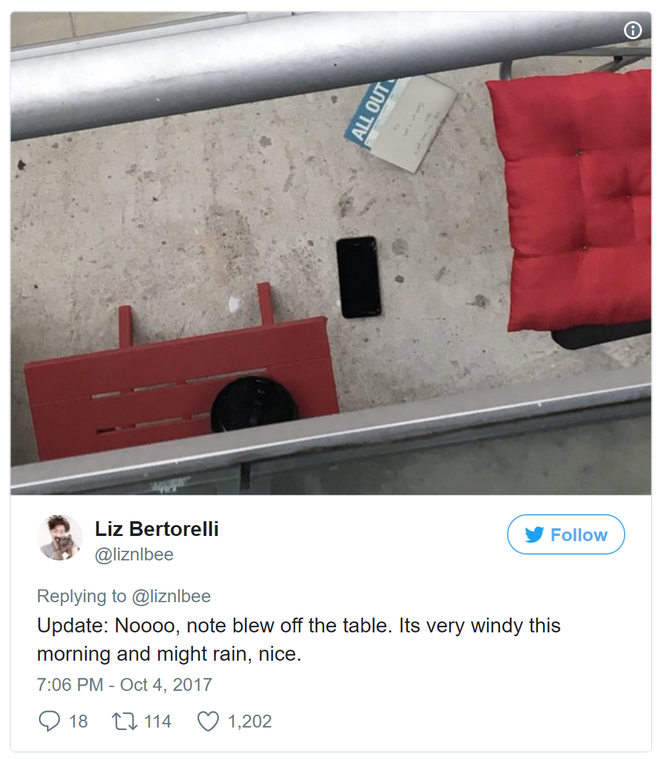 ALL OUT
Liz Bertorelli
@liznlbee
Follow
Replying to @liznlbee
Update: Noooo, note blew off the table. Its very windy this
morning and might rain, nice.
7:06 PM - Oct 4, 2017
18
114
1,202